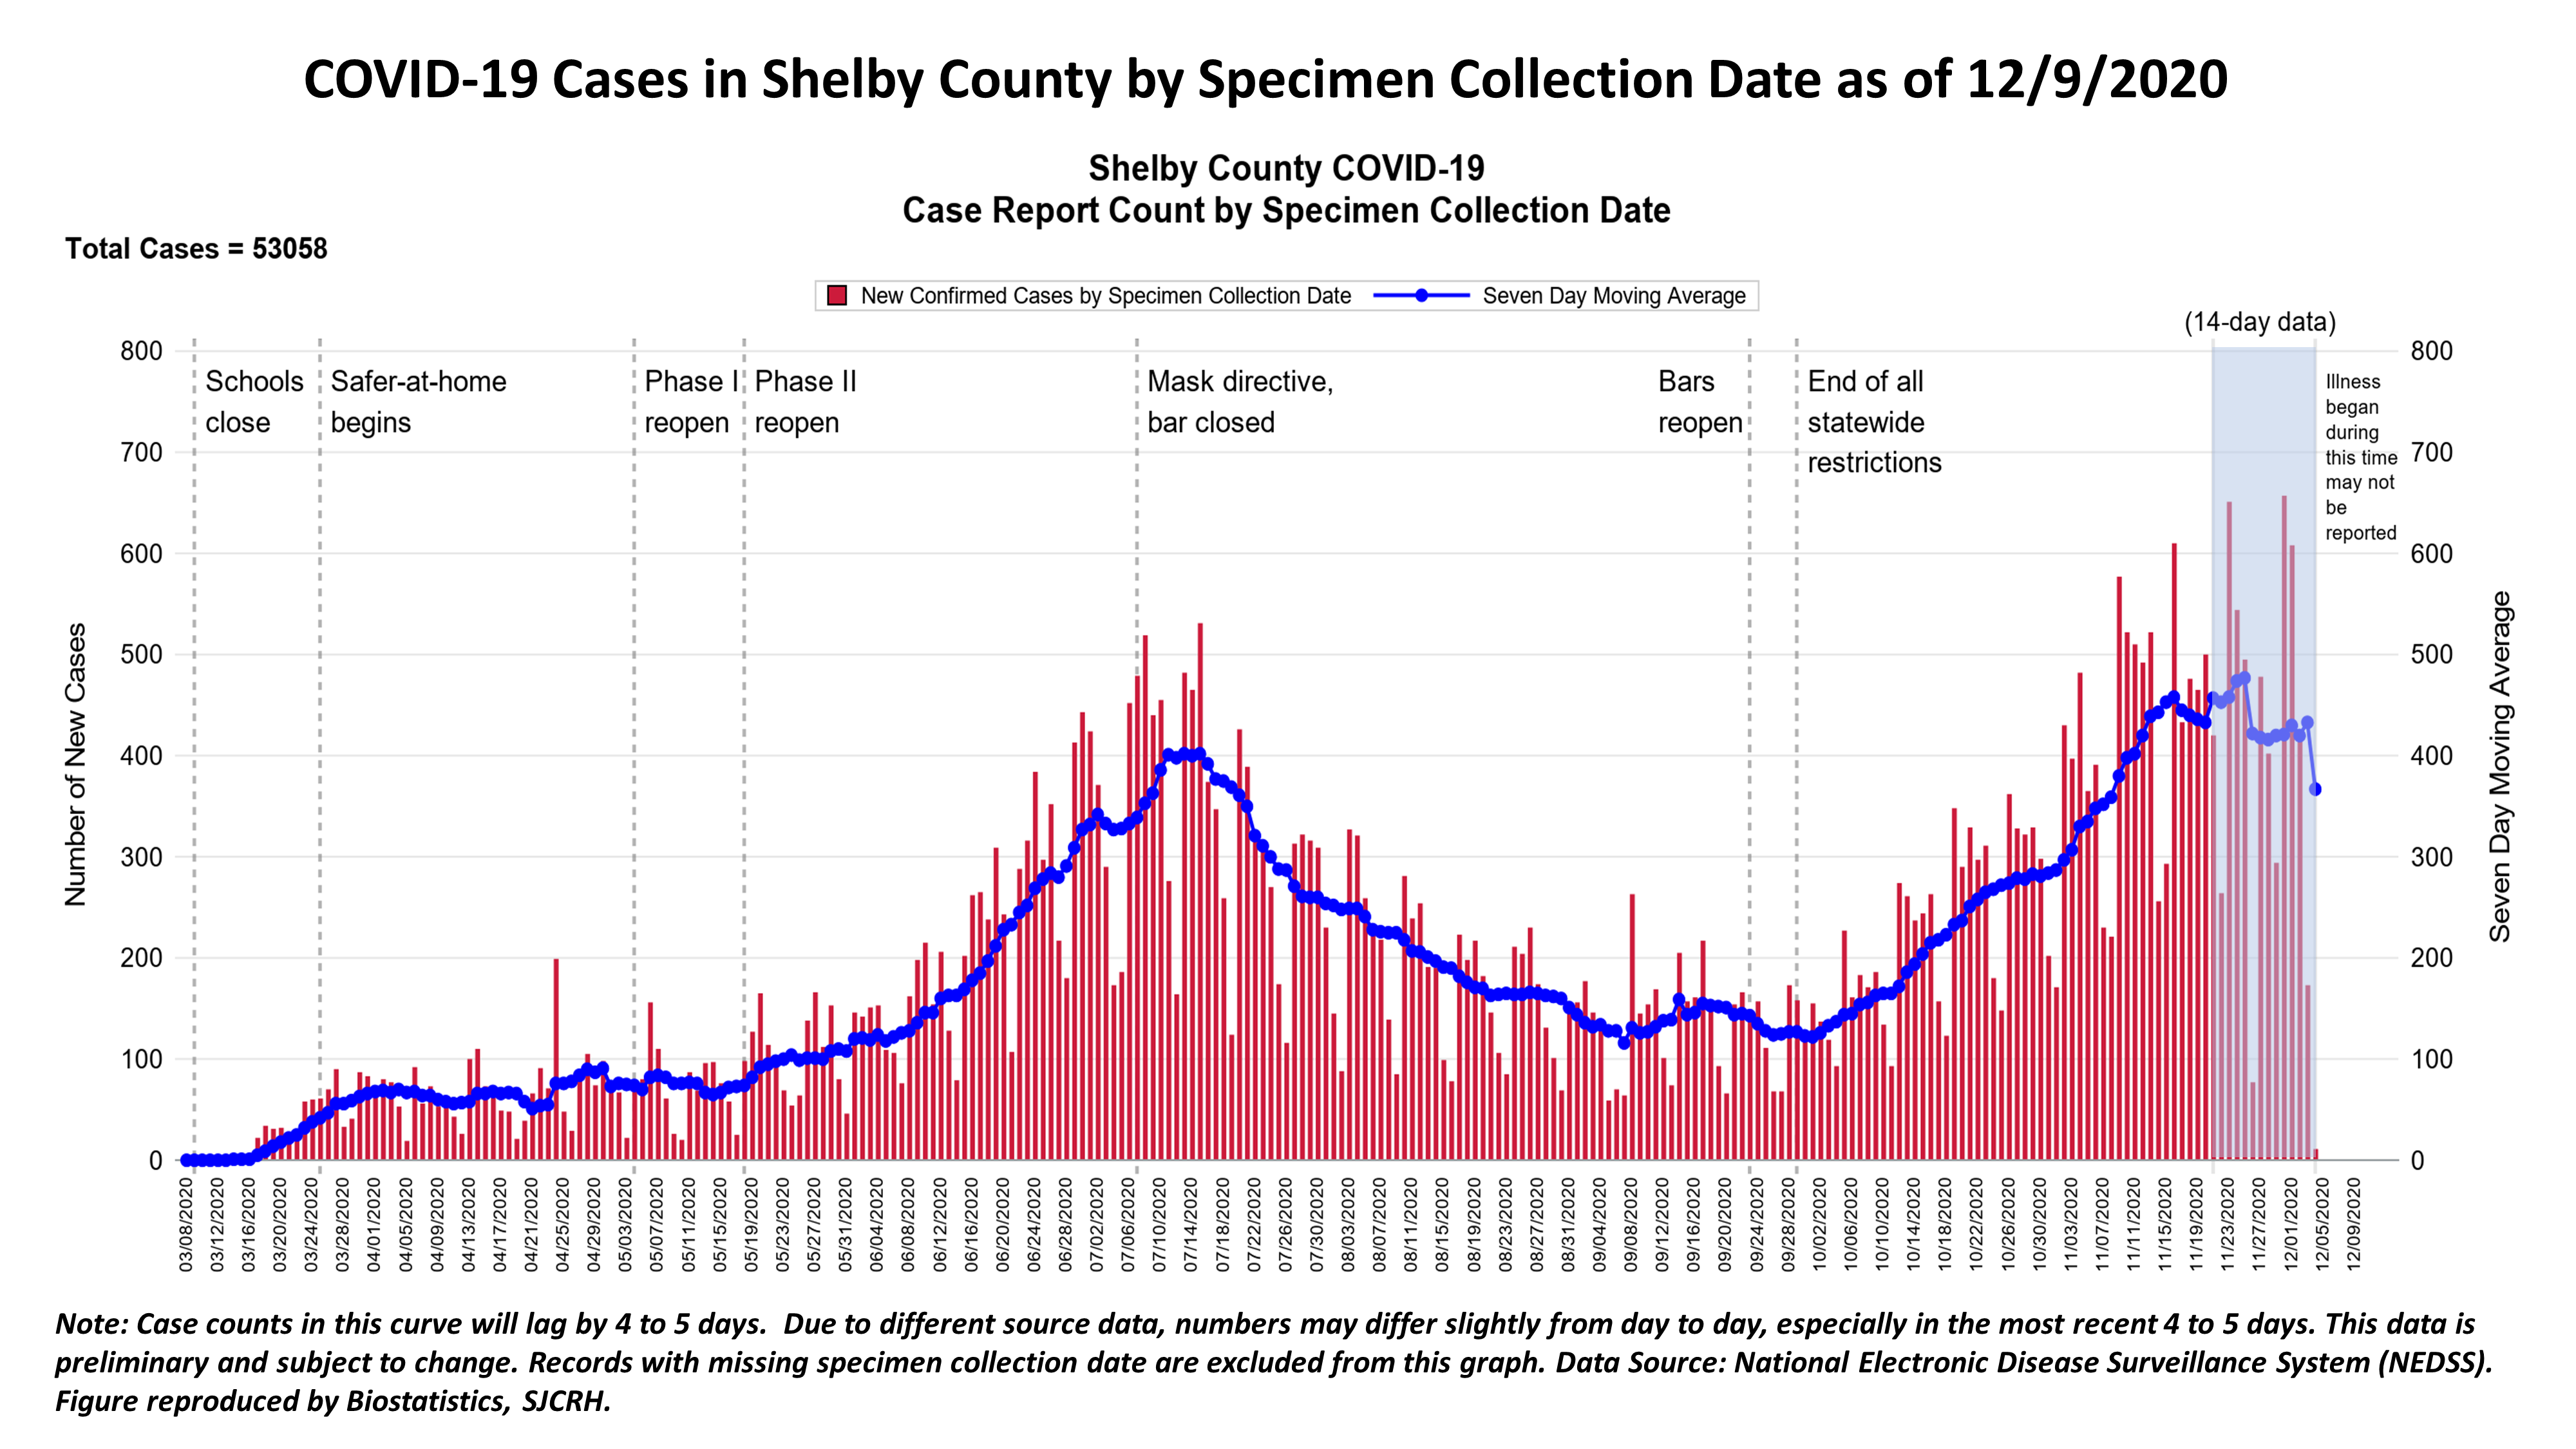 COVID-19 Cases in Shelby County by Specimen Collection Date as of 12/9/2020
Shelby County COVID-19
Case Report Count by Specimen Collection Date
Total Cases = 53058
New Confirmed Cases by Specimen Collection Date
Seven Day Moving Average
(14-day data)
Schools
close
Safer-at-home
begins
Phase I
reopen
Phase II
reopen
Mask directive,
bar closed
Bars
reopen
End of all
statewide
restrictions
Illness
began
during
this time
may not
be
reported
Number of New Cases
800
700
600
500
400
300
200
100
0
800
700
600
500
400
300
200
100
0
Seven Day Moving Average
03/08/2020
03/12/2020
03/16/2020
03/20/2020
03/24/2020
03/28/2020
04/01/2020
04/05/2020
04/09/2020
04/13/2020
04/17/2020
04/21/2020
04/25/2020
04/29/2020
05/03/2020
05/07/2020
05/11/2020
05/15/2020
05/19/2020
05/23/2020
05/27/2020
05/31/2020
06/04/2020
06/08/2020
06/12/2020
06/16/2020
06/20/2020
06/24/2020
06/28/2020
07/02/2020
07/06/2020
07/10/2020
07/14/2020
07/18/2020
07/22/2020
07/26/2020
07/30/2020
08/03/2020
08/07/2020
08/11/2020
08/15/2020
08/19/2020
08/23/2020
08/27/2020
08/31/2020
09/04/2020
09/08/2020
09/12/2020
09/16/2020
09/20/2020
09/24/2020
09/28/2020
10/02/2020
10/06/2020
10/10/2020
10/14/2020
10/18/2020
10/22/2020
10/26/2020
10/30/2020
11/03/2020
11/07/2020
11/11/2020
11/15/2020
11/19/2020
11/23/2020
11/27/2020
12/01/2020
12/05/2020
12/09/2020
Note: Case counts in this curve will lag by 4 to 5 days.  Due to different source data, numbers may differ slightly from day to day, especially in the most recent 4 to 5 days. This data is
preliminary and subject to change. Records with missing specimen collection date are excluded from this graph. Data Source: National Electronic Disease Surveillance System (NEDSS).
Figure reproduced by Biostatistics, SJCRH.